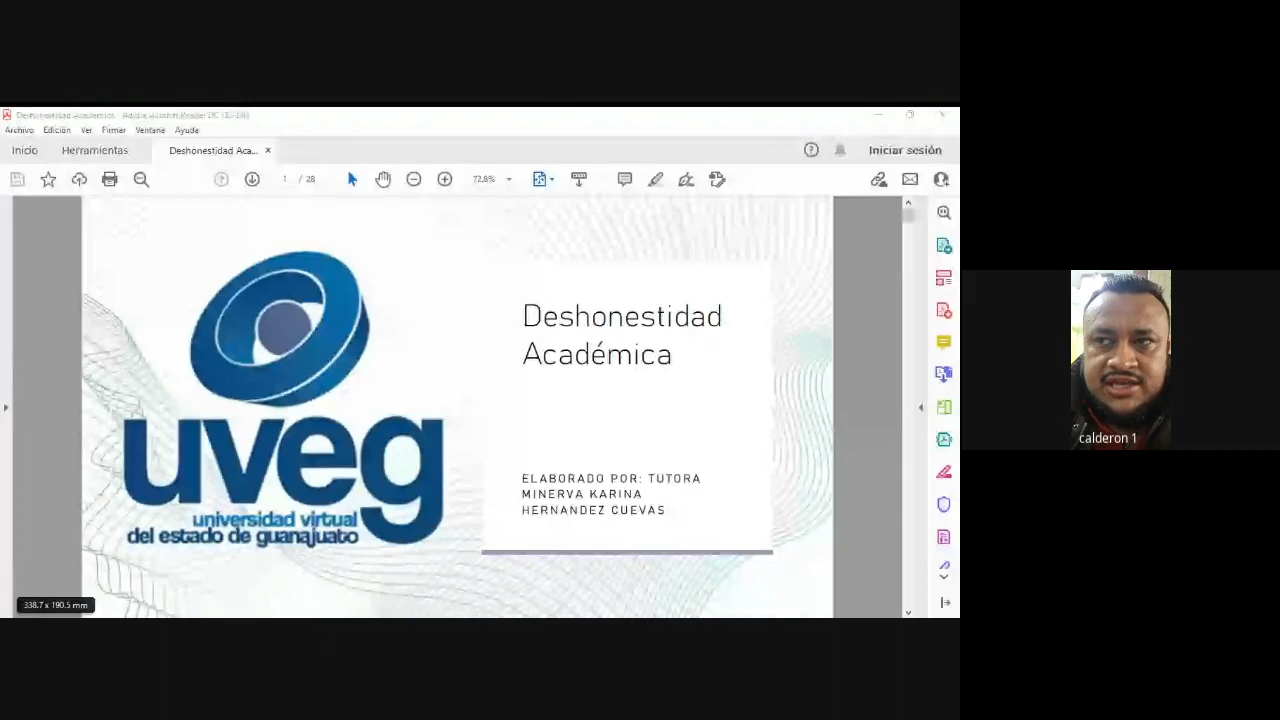 Archivo Edición Ver Firmar Ventana Ayuda
Inicio Herramientas Deshonestidad Aca... × Iniciar sesión
1 / 28 72.8%
uveg
universidad virtual
del estado de guanajuato
Deshonestidad
Académica
ELABORADO POR: TUTORA
MINERVA KARINA
HERNANDEZ CUEVAS
338.7 x 190.5 mm
calderon 1